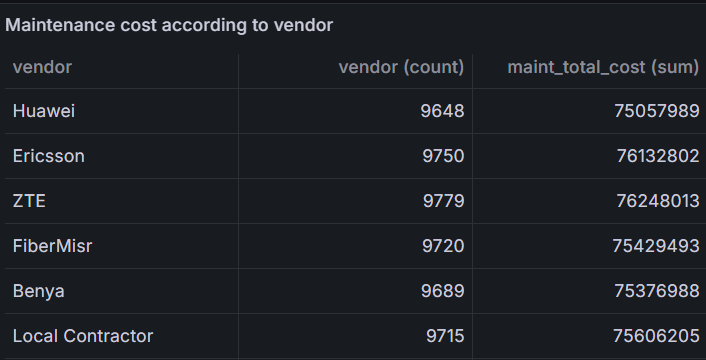 Maintenance cost according to vendor
vendor vendor (count) maint_total_cost (sum)
Huawei 9648 75057989
Ericsson 9750 76132802
ZTE 9779 76248013
FiberMisr 9720 75429493
Benya 9689 75376988
Local Contractor 9715 75606205